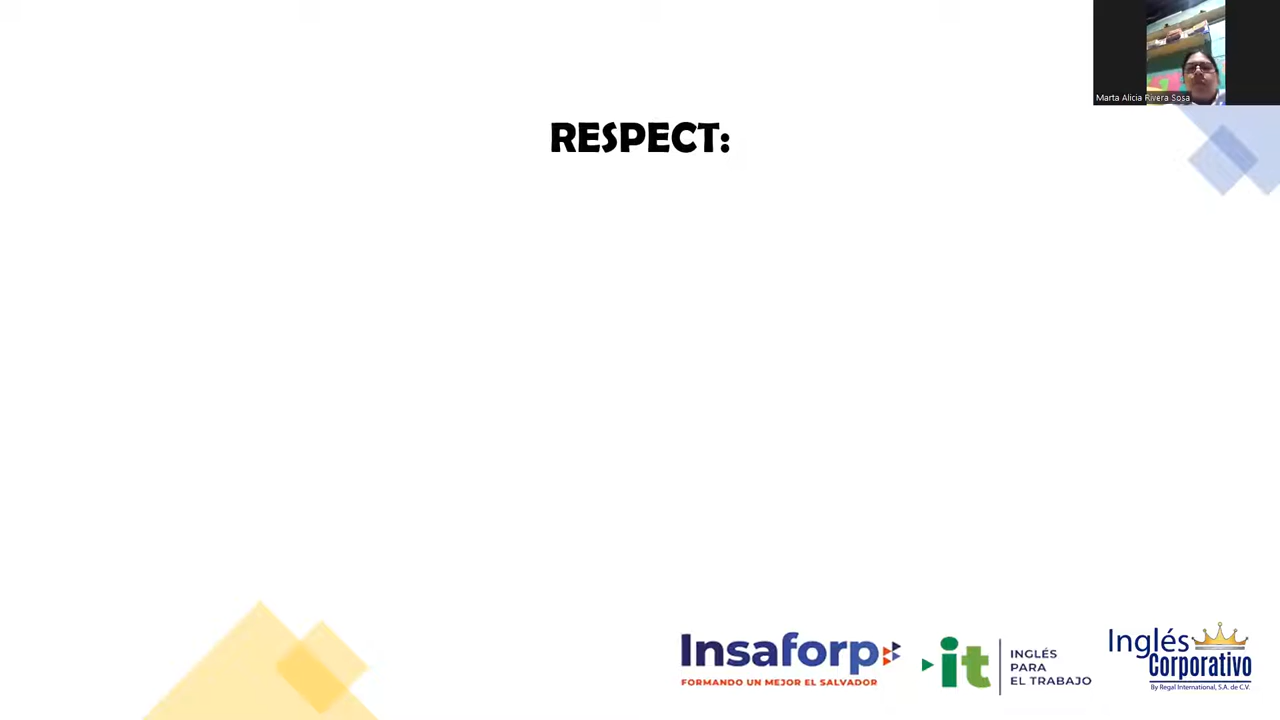 Marta Alicia Rivera Sosa
RESPECT:
Insaforp
FORMANDO UN MEJOR EL SALVADOR
it
INGLÉS
PARA
EL TRABAJO
Inglés
Corporativo
By Regal International, S.A. de C.V.